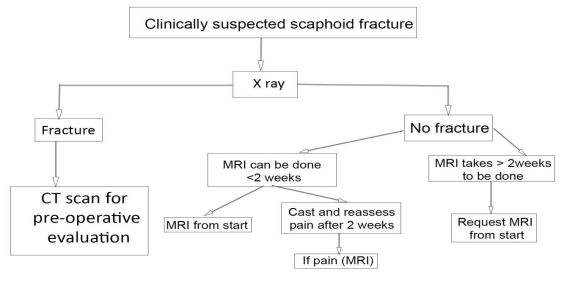 Clinically suspected scaphoid fracture
X ray
Fracture
No fracture
MRI can be done
<2 weeks
MRI takes > 2weeks
to be done
CT scan for
pre-operative
evaluation
MRI from start
Cast and reassess
pain after 2 weeks
Request MRI
from start
If pain (MRI)